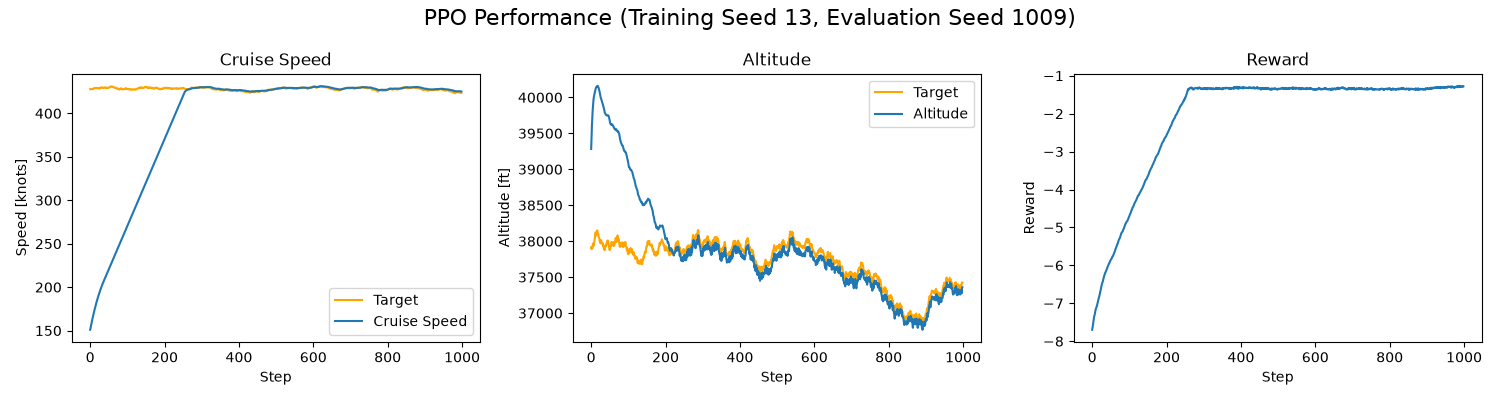 PPO Performance (Training Seed 13, Evaluation Seed 1009)
Cruise Speed
Speed [knots]
400
350
300
250
200
150
0 200 400 600 800 1000
Step
Target
Cruise Speed
Altitude
Altitude [ft]
40000
39500
39000
38500
38000
37500
37000
0 200 400 600 800 1000
Step
Target
Altitude
Reward
Reward
−1
−2
−3
−4
−5
−6
−7
−8
0 200 400 600 800 1000
Step